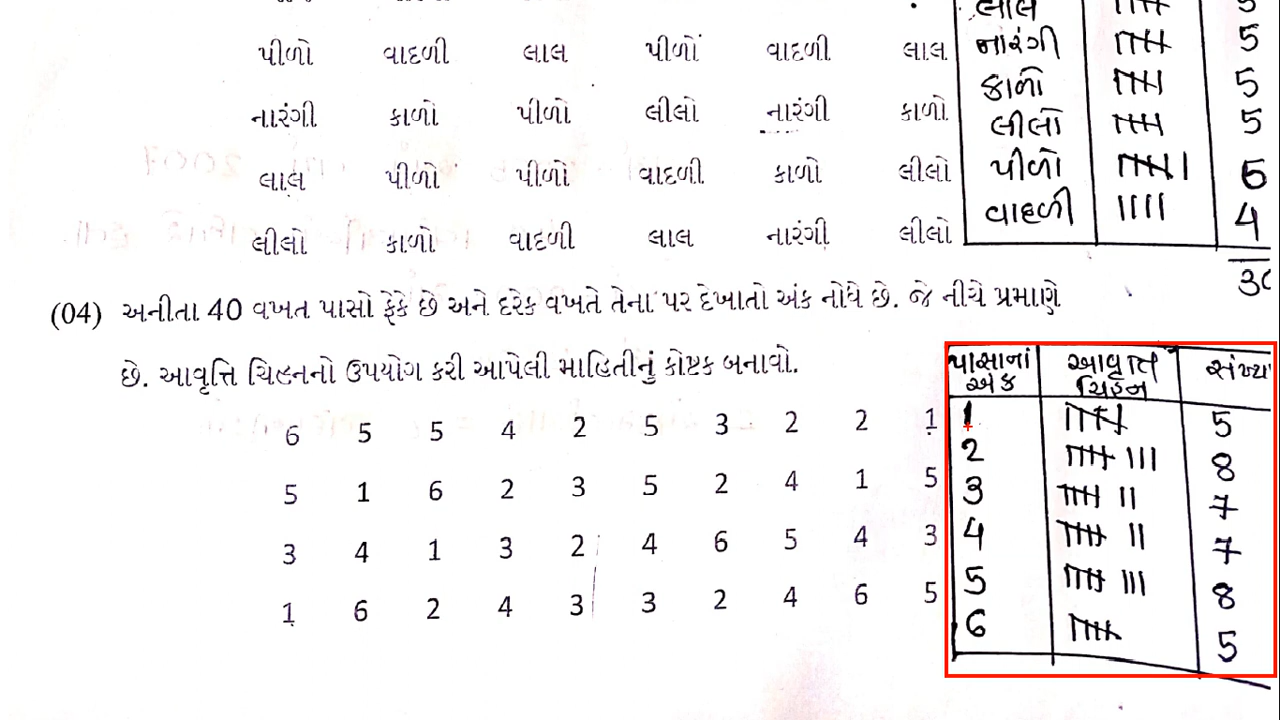 લાલ 5
પીળો વાદળી લાલ પીળો વાદળી લાલ નારંગી 5
કાળો 5
નારંગી કાળો પીળો લીલો નારંગી કાળો લીલો 5
લાલ પીળો પીળો વાદળી કાળો લીલો પીળો 6
વાદળી 4
લીલો કાળો વાદળી લાલ નારંગી લીલો
30
(04) અનીતા 40 વખત પાસો ફેંકે છે અને દરેક વખતે તેના પર દેખાતો અંક નોંધે છે. જે નીચે પ્રમાણે
છે. આવૃત્તિ ચિહ્નનો ઉપયોગ કરી આપેલી માહિતીનું કોષ્ટક બનાવો.
6 5 5 4 2 5 3 2 2 1
5 1 6 2 3 5 2 4 1 5
3 4 1 3 2 4 6 5 4 3
1 6 2 4 3 3 2 4 6 5
પાસાનાં અંક આવૃત્તિ ચિહ્ન સંખ્યા
1 5
2 8
3 7
4 7
5 8
6 5